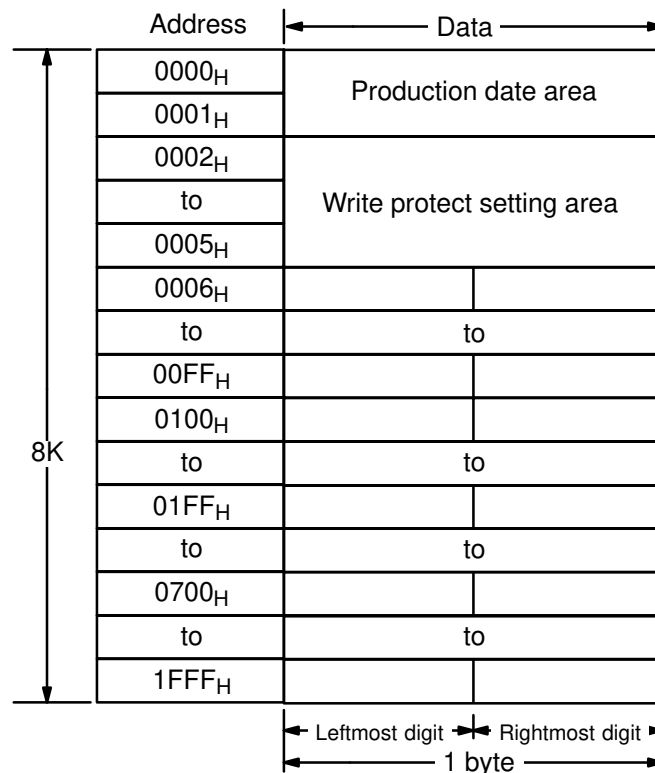 Address Data
0000H
Production date area
0001H
0002H
to
Write protect setting area
0005H
0006H
to to
00FFH
0100H
8K
to to
01FFH
to to
0700H
to to
1FFFH
Leftmost digit Rightmost digit
1 byte